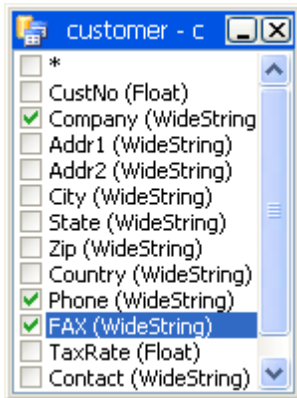 customer - c
*
CustNo (Float)
Company (WideString
Addr1 (WideString)
Addr2 (WideString)
City (WideString)
State (WideString)
Zip (WideString)
Country (WideString)
Phone (WideString)
FAX (WideString)
TaxRate (Float)
Contact (WideString)